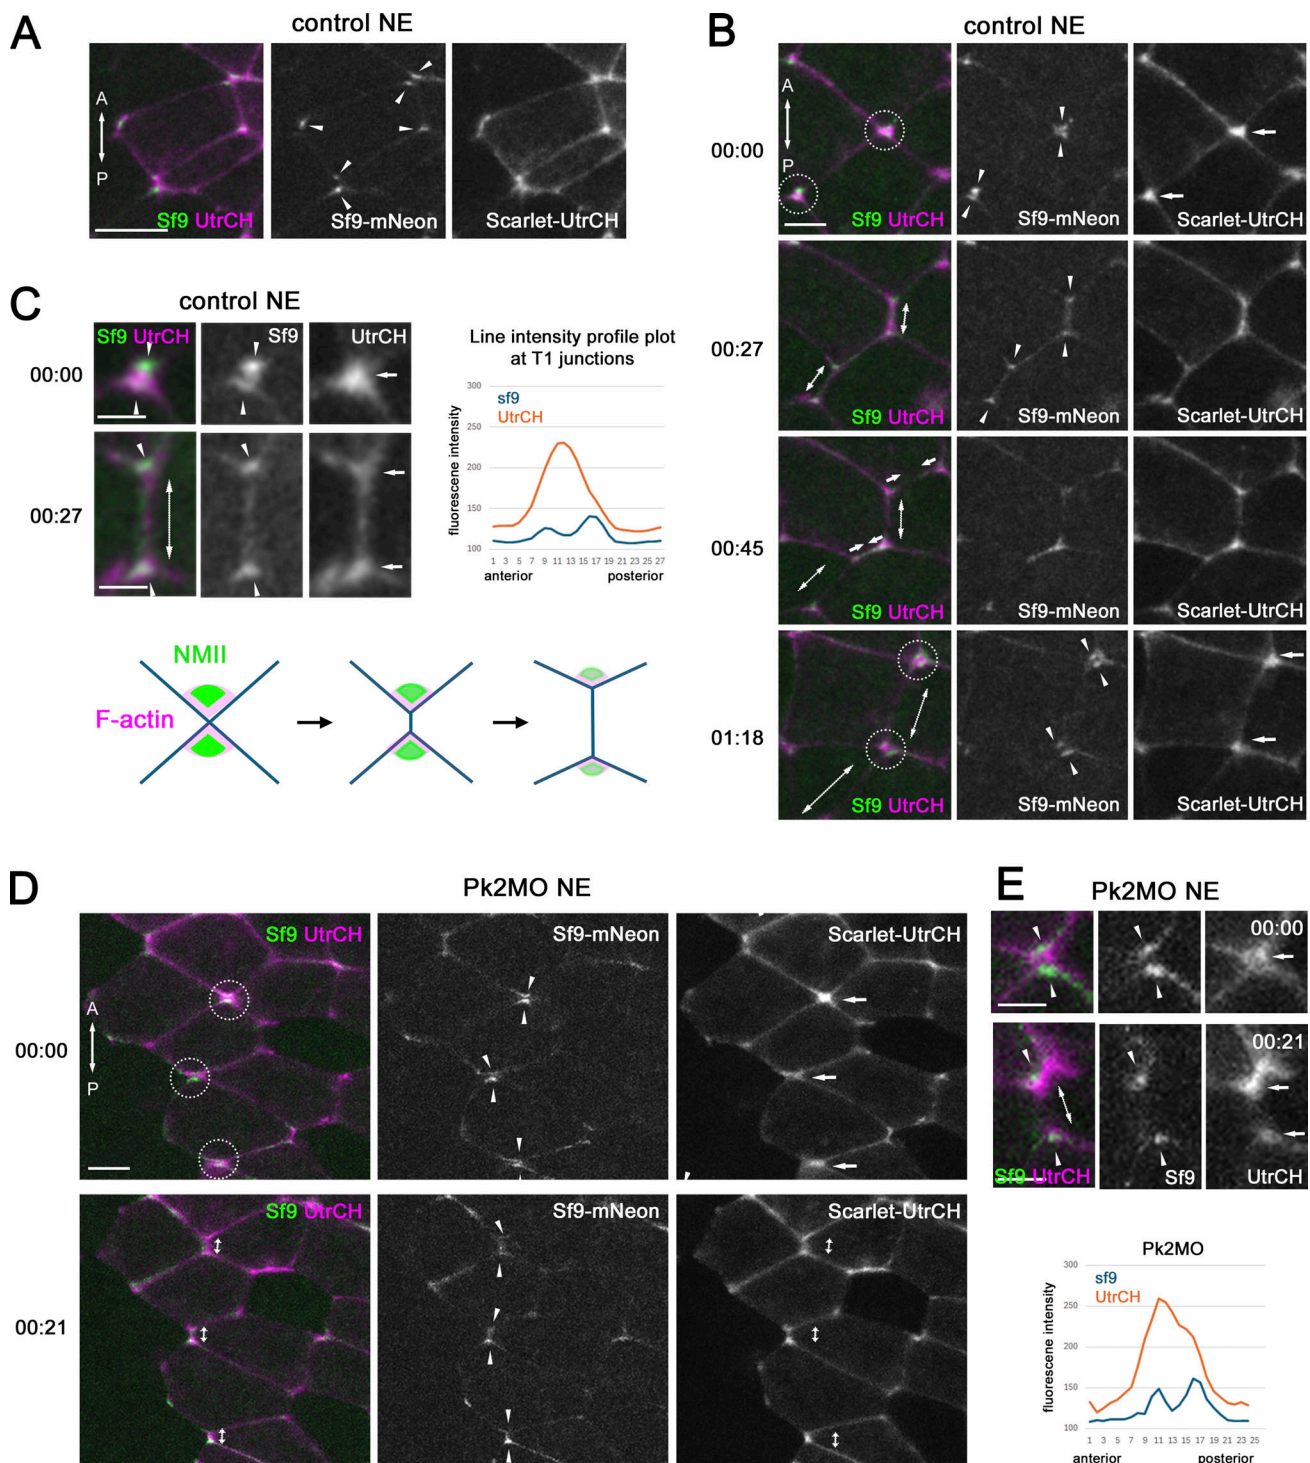 A
control NE
A
P
Sf9 UtrCH
Sf9-mNeon
Scarlet-UtrCH
B
control NE
00:00
A
P
Sf9 UtrCH
Sf9-mNeon
Scarlet-UtrCH
00:27
Sf9 UtrCH
Sf9-mNeon
Scarlet-UtrCH
00:45
Sf9 UtrCH
Sf9-mNeon
Scarlet-UtrCH
01:18
Sf9 UtrCH
Sf9-mNeon
Scarlet-UtrCH
C
control NE
00:00
Sf9 UtrCH
Sf9
UtrCH
00:27
Line intensity profile plot
at T1 junctions
300
250
200
150
100
sf9
UtrCH
fluorescene intensity
1 3 5 7 9 11 13 15 17 19 21 23 25 27
anterior
posterior
NMII
F-actin
D
Pk2MO NE
00:00
A
P
Sf9 UtrCH
Sf9-mNeon
Scarlet-UtrCH
00:21
Sf9 UtrCH
Sf9-mNeon
Scarlet-UtrCH
E
Pk2MO NE
00:00
00:21
Sf9 UtrCH
Sf9
UtrCH
Pk2MO
300
250
200
150
100
sf9
UtrCH
fluorescene intensity
1 3 5 7 9 11 13 15 17 19 21 23 25
anterior
posterior